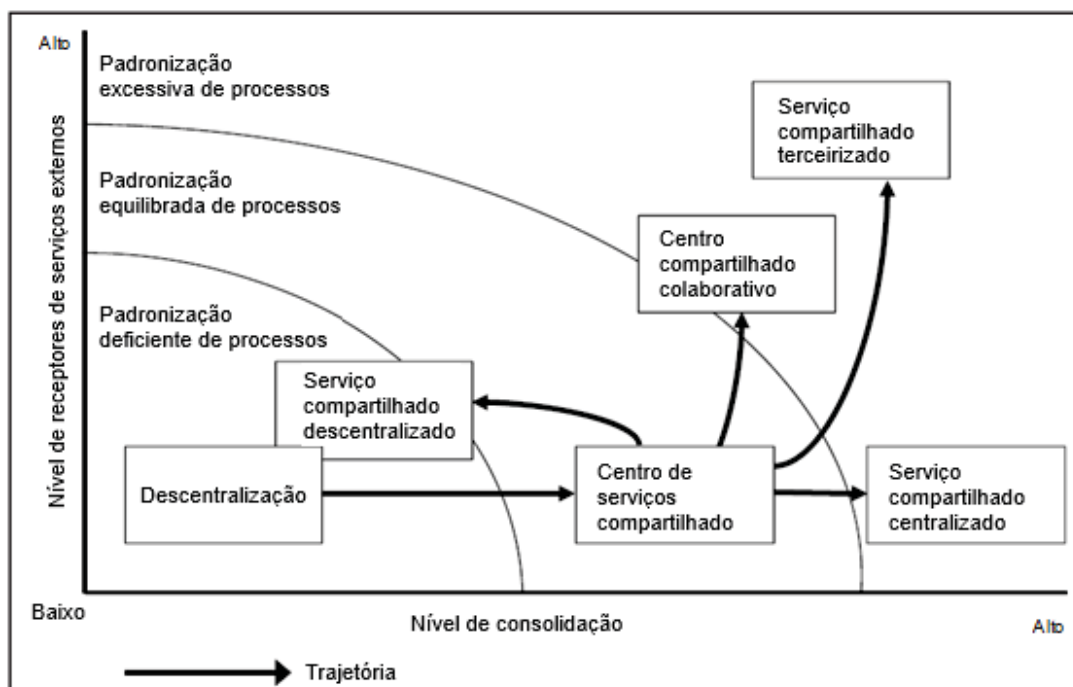 Alto
Padronização
excessiva de processos
Serviço
compartilhado
terceirizado
Nível de receptores de serviços externos
Padronização
equilibrada de processos
Centro
compartilhado
colaborativo
Padronização
deficiente de processos
Serviço
compartilhado
descentralizado
Descentralização
Centro de
serviços
compartilhado
Serviço
compartilhado
centralizado
Baixo
Nível de consolidação
Alto
Trajetória